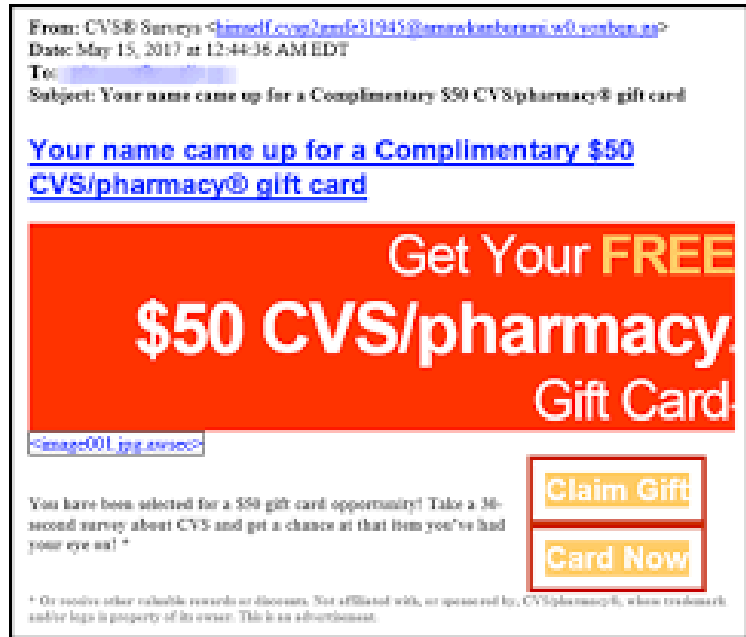 From: CVS® Surveys <
Date: May 15, 2017 at 12:44:36 AM EDT
To:
Subject: Your name came up for a Complimentary $50 CVS/pharmacy® gift card
Your name came up for a Complimentary $50
CVS/pharmacy® gift card
Get Your FREE
$50 CVS/pharmacy.
Gift Card
<image001.jpg.awsec>
Claim Gift
Card Now
You have been selected for a $50 gift card opportunity! Take a 30-
second survey about CVS and get a chance at that item you've had
your eye on! *
* Or receive other valuable rewards or discounts. Not affiliated with, or sponsored by, CVS/pharmacy®, whose trademark
and/or logo is property of its owner. This is an advertisement.